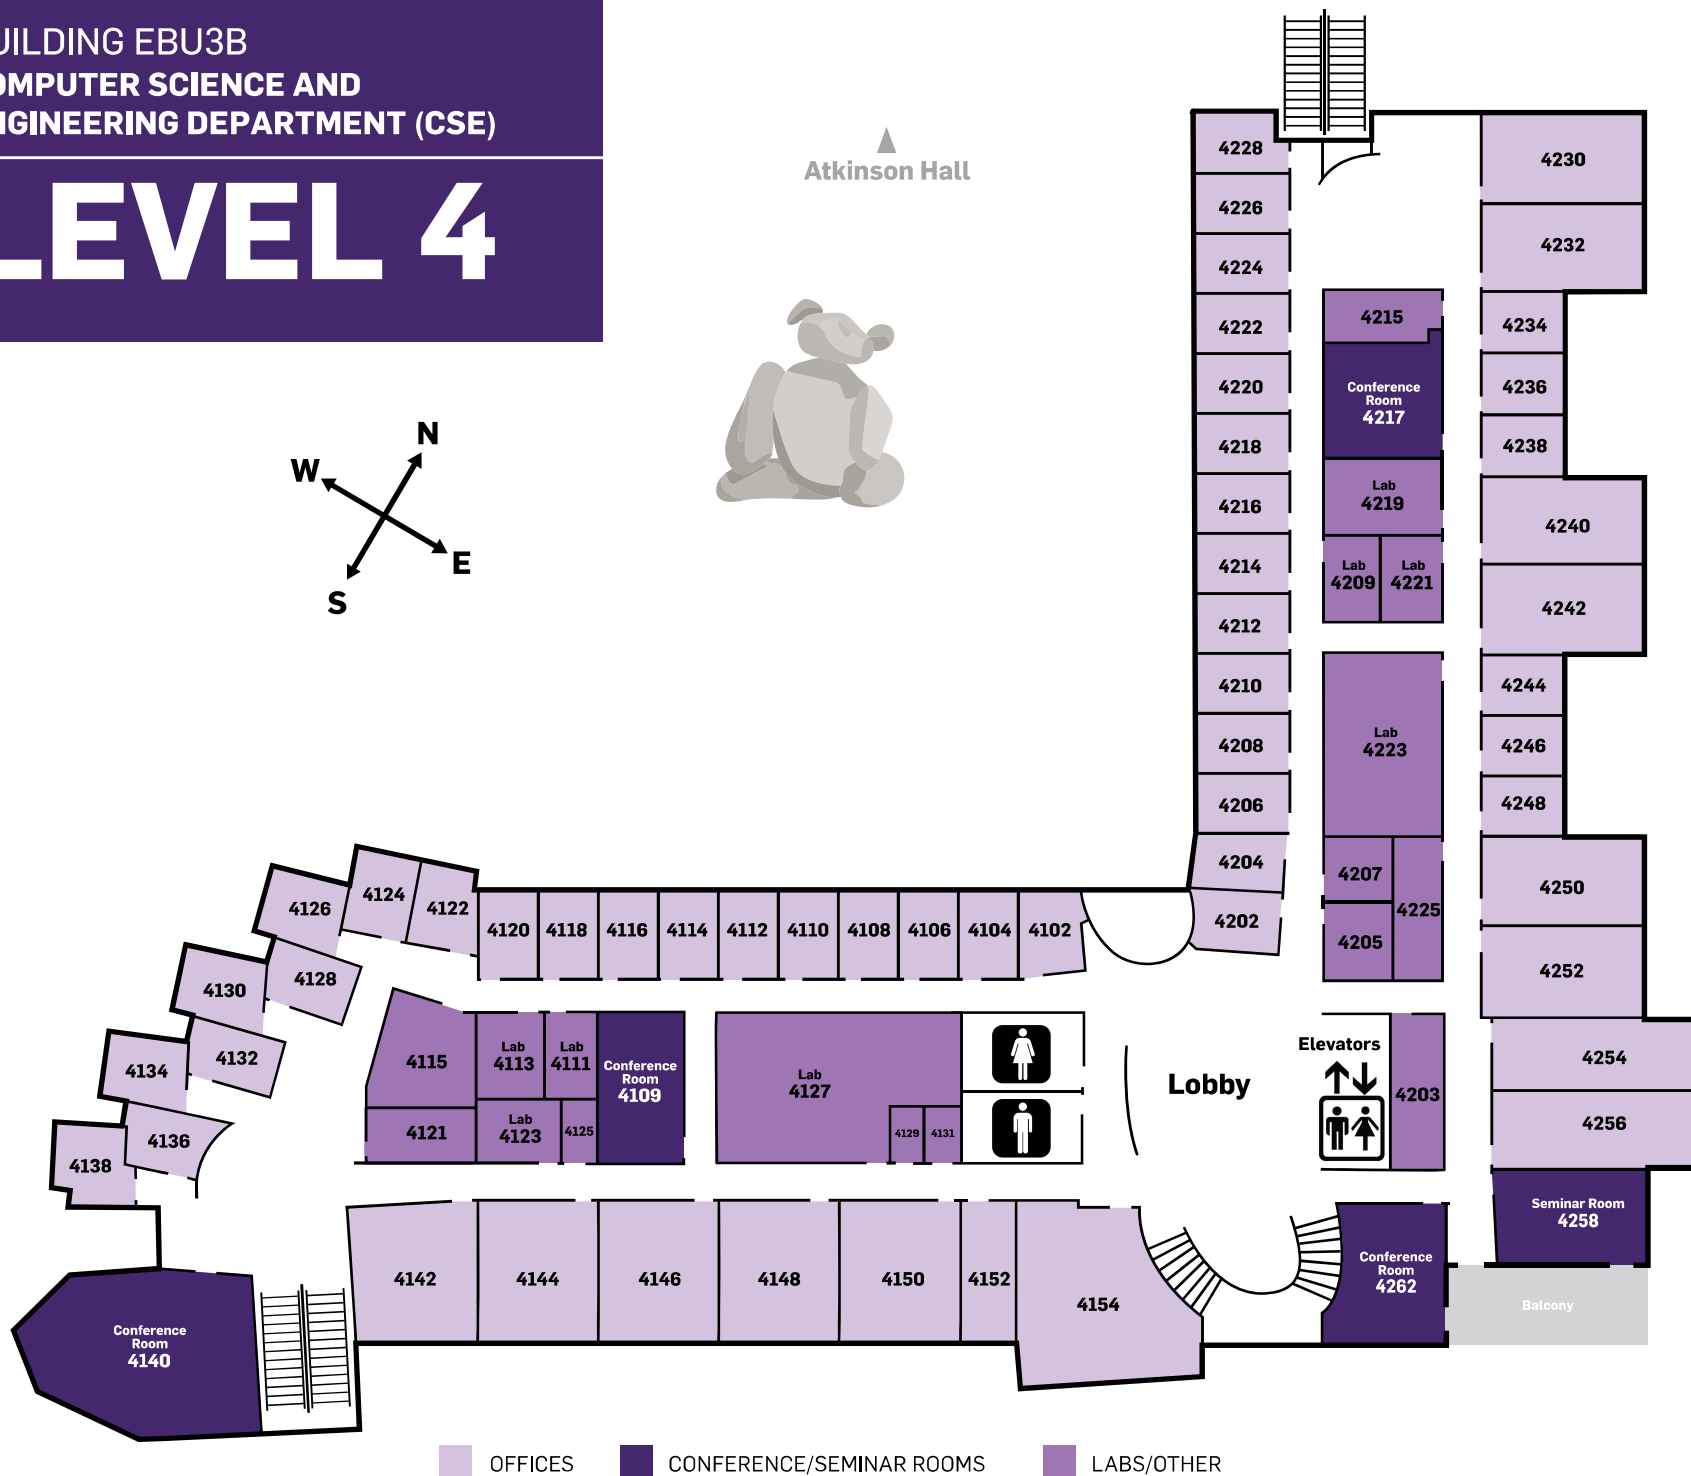 UILDING EBU3B
OMPUTER SCIENCE AND
NGINEERING DEPARTMENT (CSE)
LEVEL 4
Atkinson Hall
N
W
E
S
4228
4226
4224
4222
4220
4218
4216
4214
4212
4210
4208
4206
4204
4202
4230
4232
4234
4236
4238
4240
4242
4244
4246
4248
4250
4252
4254
4256
Seminar Room
4258
Balcony
4215
Conference
Room
4217
Lab
4219
Lab
4209
Lab
4221
Lab
4223
4207
4225
4205
Elevators
4203
Lobby
Conference
Room
4262
4124
4122
4126
4128
4130
4132
4134
4136
4138
4120
4118
4116
4114
4112
4110
4108
4106
4104
4102
4115
Lab
4113
Lab
4111
Conference
Room
4109
4121
Lab
4123
4125
Lab
4127
4129
4131
4142
4144
4146
4148
4150
4152
4154
Conference
Room
4140
OFFICES
CONFERENCE/SEMINAR ROOMS
LABS/OTHER